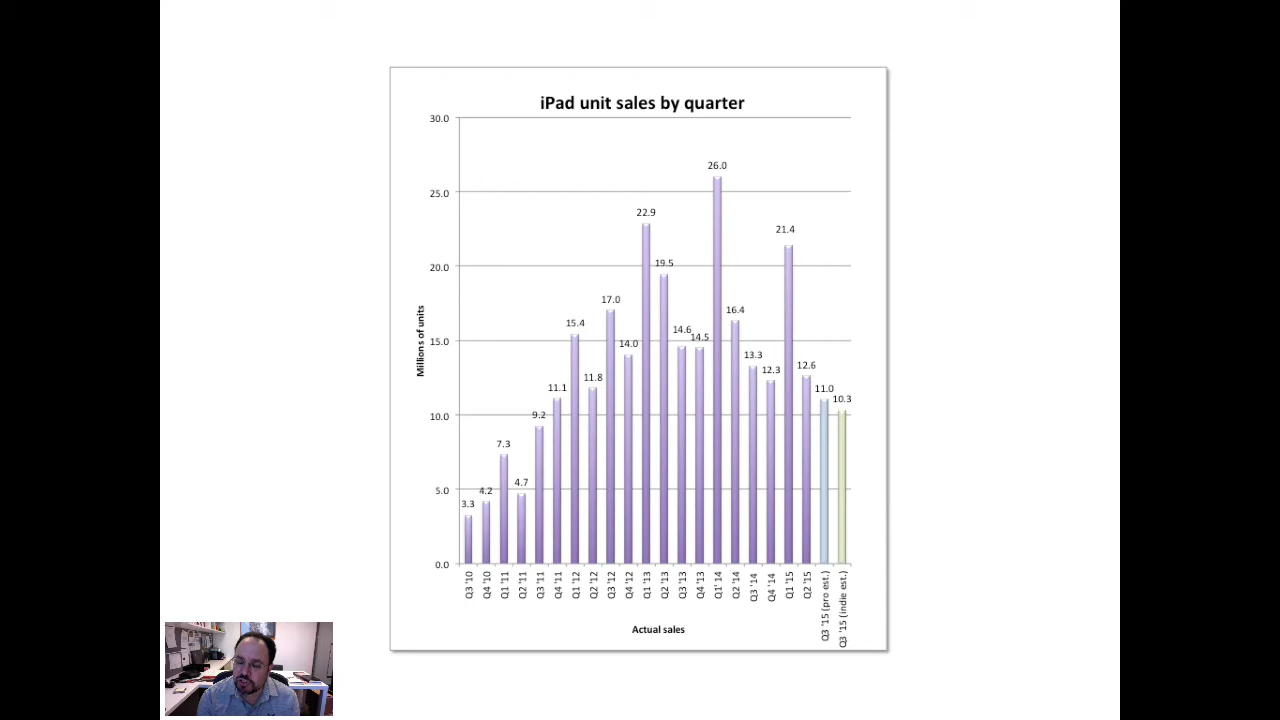 iPad unit sales by quarter
30.0
25.0
20.0
15.0
10.0
5.0
0.0
Millions of units
3.3
4.2
7.3
4.7
9.2
11.1
15.4
11.8
17.0
14.0
22.9
19.5
14.6
14.5
26.0
16.4
13.3
12.3
21.4
12.6
11.0
10.3
Q3 '10
Q4 '10
Q1 '11
Q2 '11
Q3 '11
Q4 '11
Q1 '12
Q2 '12
Q3 '12
Q4 '12
Q1 '13
Q2 '13
Q3 '13
Q4 '13
Q1' 14
Q2 '14
Q3 '14
Q4 '14
Q1 '15
Q2 '15
Q3 '15 (pro est.)
Q3 '15 (indie est.)
Actual sales